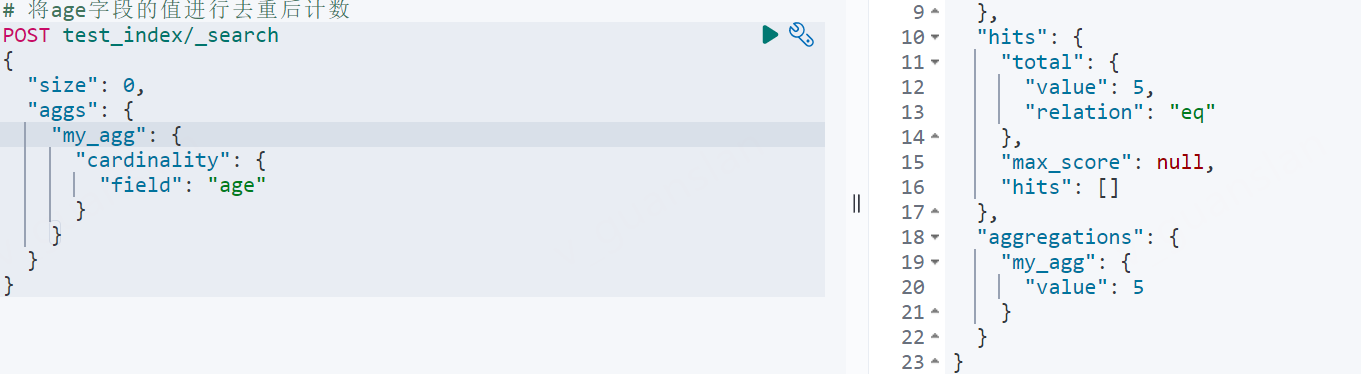 # 将age字段的值进行去重后计数
POST test_index/_search
{
  "size": 0,
  "aggs": {
    "my_agg": {
      "cardinality": {
        "field": "age"
      }
    }
  }
}
9 },
10 "hits": {
11 "total": {
12 "value": 5,
13 "relation": "eq"
14 },
15 "max_score": null,
16 "hits": []
17 },
18 "aggregations": {
19 "my_agg": {
20 "value": 5
21 }
22 }
23 }